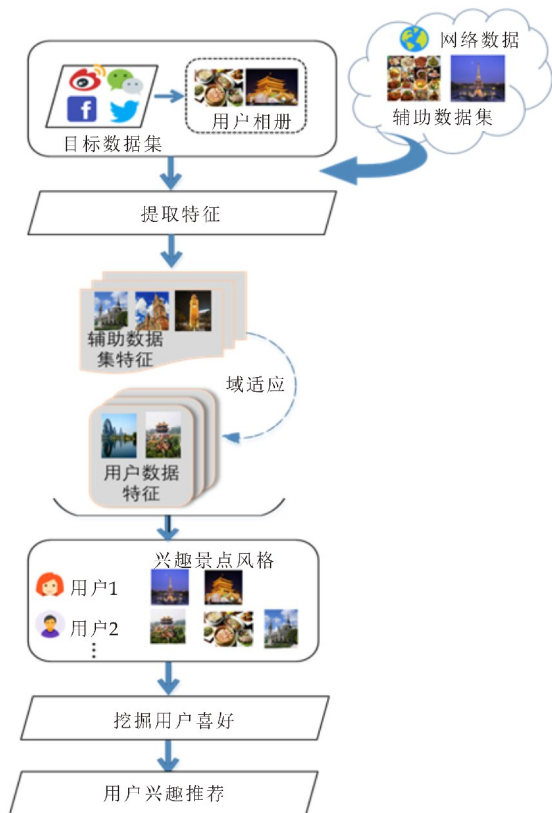 网络数据
辅助数据集
用户相册
目标数据集
提取特征
辅助数据
集特征
域适应
用户数据
特征
兴趣景点风格
用户1
用户2
⋮
挖掘用户喜好
用户兴趣推荐